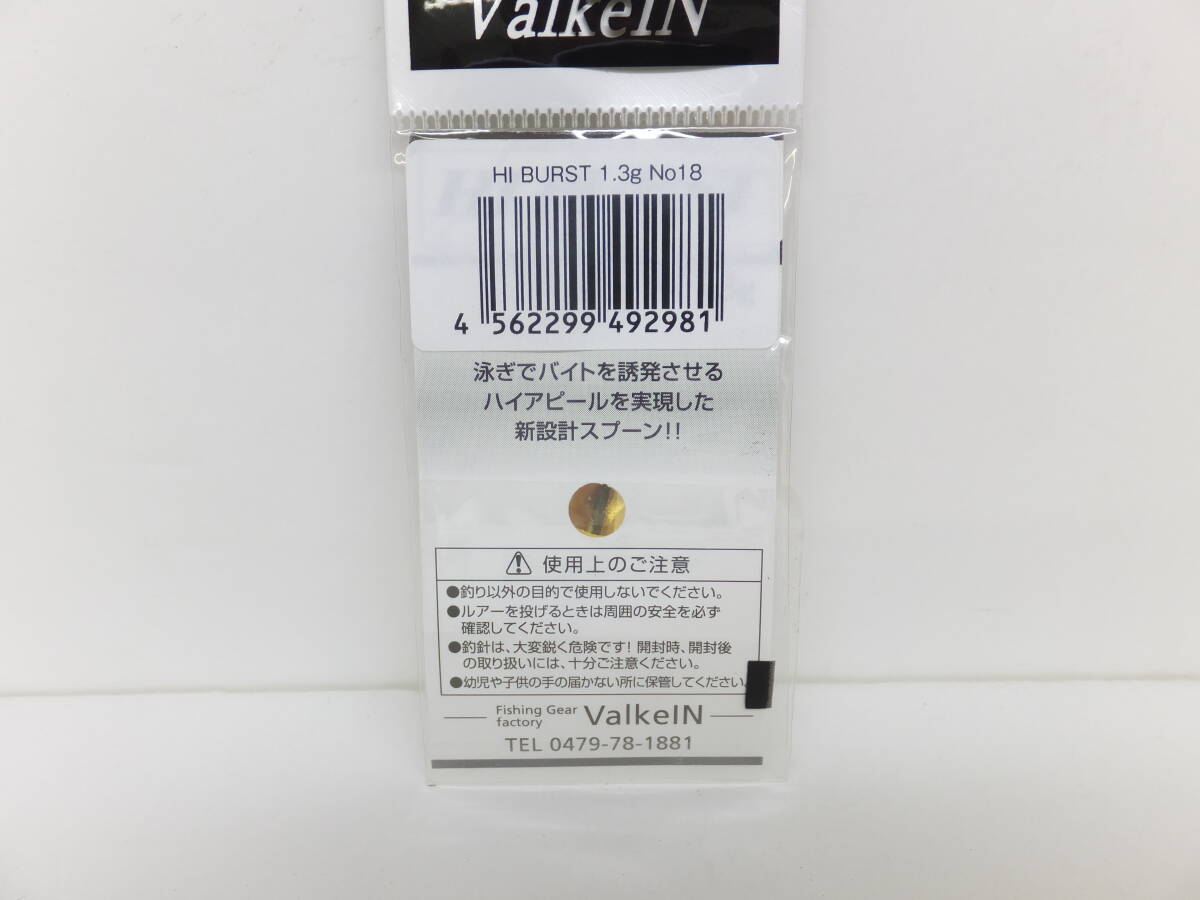 ValkeIN
HI BURST 1.3g No18
4 562299 492981
泳ぎでバイトを誘発させる
ハイアピールを実現した
新設計スプーン!!
使用上のご注意
●釣り以外の目的で使用しないでください。
●ルアーを投げるときは周囲の安全を必ず
確認してください。
●釣針は、大変鋭く危険です! 開封時、開封後
の取り扱いには、十分ご注意ください。
●幼児や子供の手の届かない所に保管してください。
Fishing Gear
factory ValkeIN
TEL 0479-78-1881